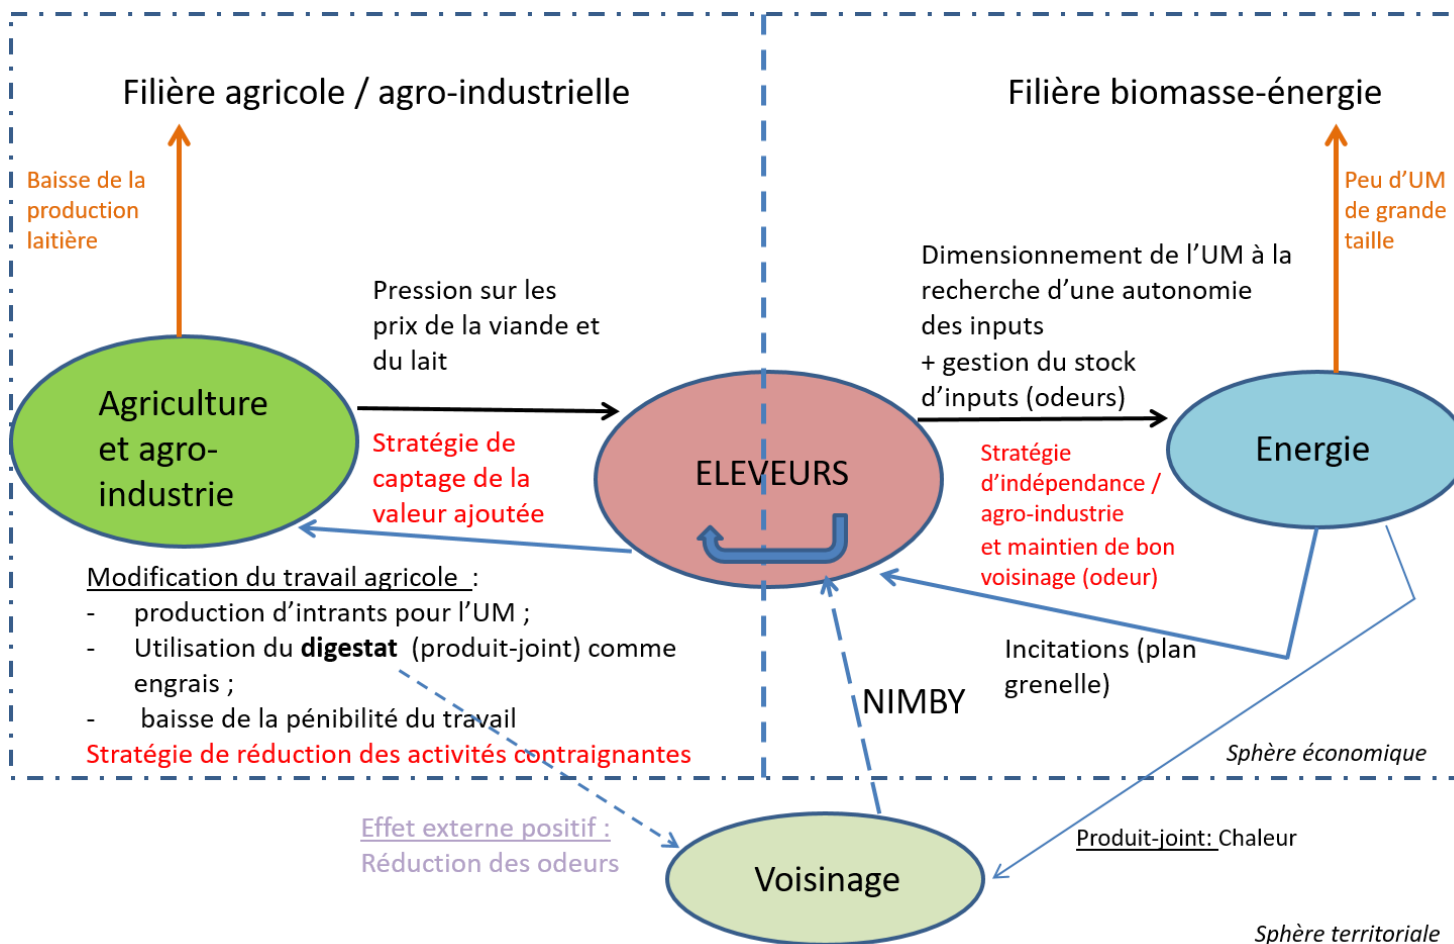 Filière agricole / agro-industrielle
Filière biomasse-énergie
Baisse de la
production
laitière
Peu d’UM
de grande
taille
Pression sur les
prix de la viande et
du lait
Dimensionnement de l’UM à la
recherche d’une autonomie
des inputs
+ gestion du stock
d’inputs (odeurs)
Agriculture
et agro-
industrie
Stratégie de
captage de la
valeur ajoutée
ELEVEURS
Stratégie
d’indépendance /
agro-industrie
et maintien de bon
voisinage (odeur)
Energie
Modification du travail agricole :
- production d’intrants pour l’UM ;
- Utilisation du digestat (produit-joint) comme
engrais ;
- baisse de la pénibilité du travail
Stratégie de réduction des activités contraignantes
Incitations (plan
grenelle)
NIMBY
Sphère économique
Effet externe positif :
Réduction des odeurs
Voisinage
Produit-joint: Chaleur
Sphère territoriale